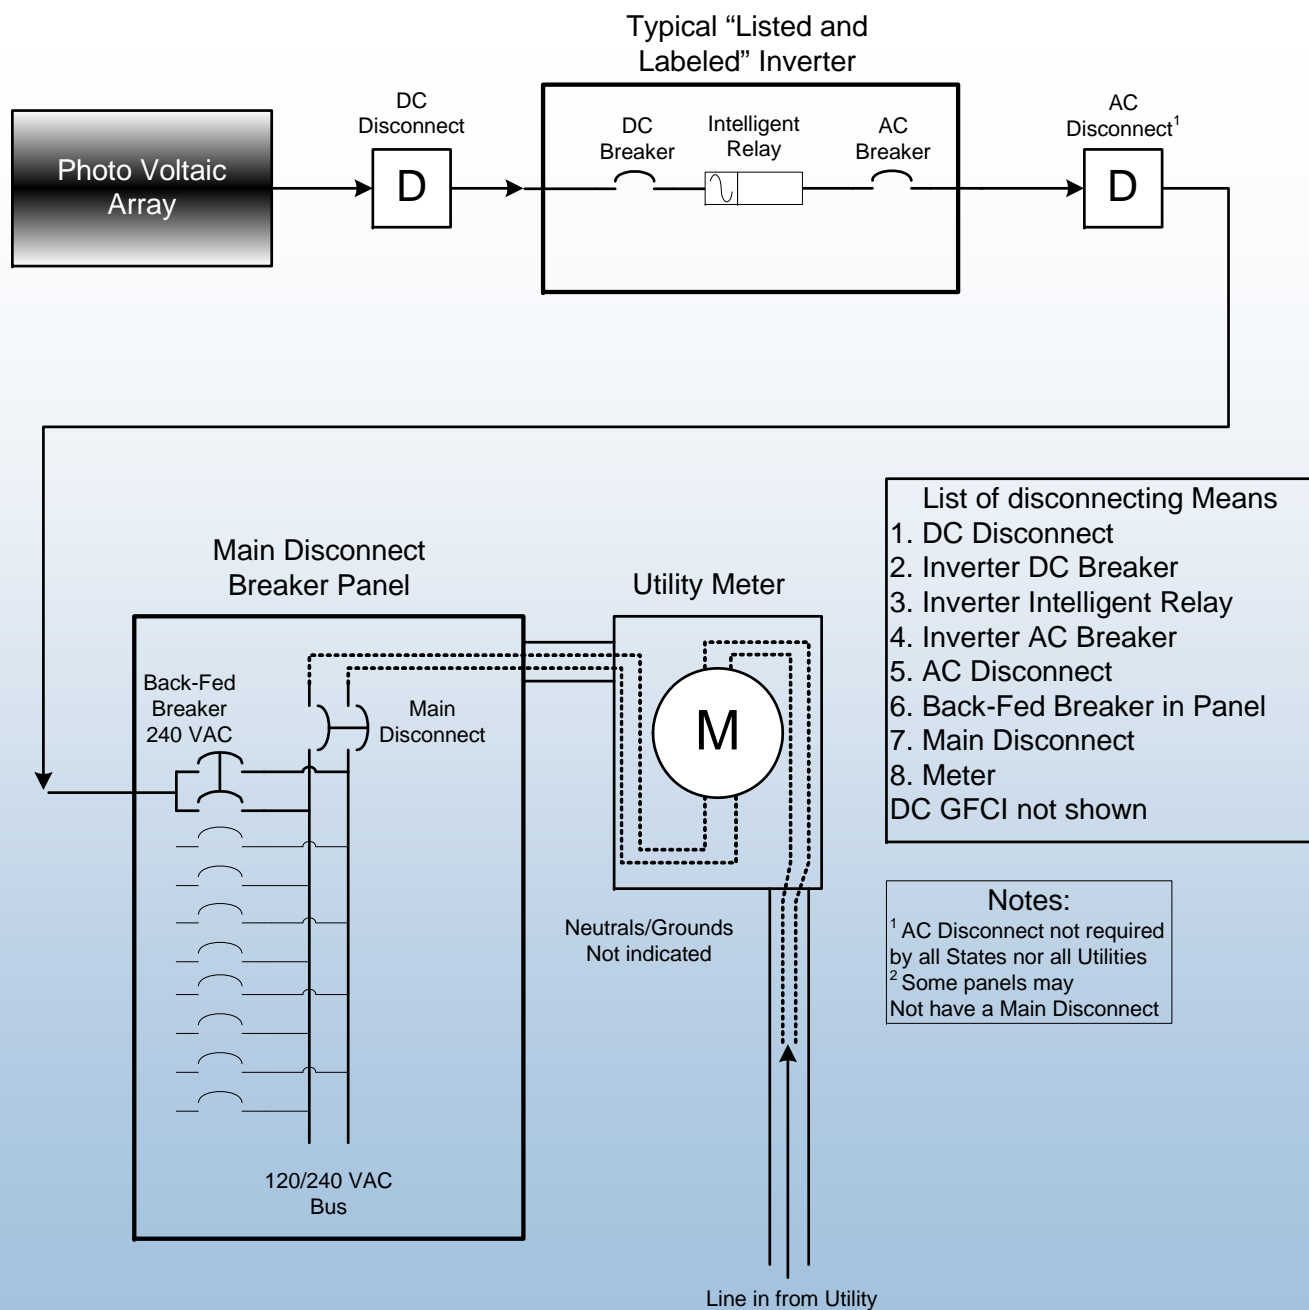 Typical “Listed and
Labeled” Inverter
Photo Voltaic
Array
DC
Disconnect
D
DC
Breaker
Intelligent
Relay
AC
Breaker
AC
Disconnect¹
D
List of disconnecting Means
1. DC Disconnect
2. Inverter DC Breaker
3. Inverter Intelligent Relay
4. Inverter AC Breaker
5. AC Disconnect
6. Back-Fed Breaker in Panel
7. Main Disconnect
8. Meter
DC GFCI not shown
Main Disconnect
Breaker Panel
Utility Meter
Back-Fed
Breaker
240 VAC
Main
Disconnect
M
Neutrals/Grounds
Not indicated
Notes:
¹ AC Disconnect not required
by all States nor all Utilities
² Some panels may
Not have a Main Disconnect
120/240 VAC
Bus
Line in from Utility